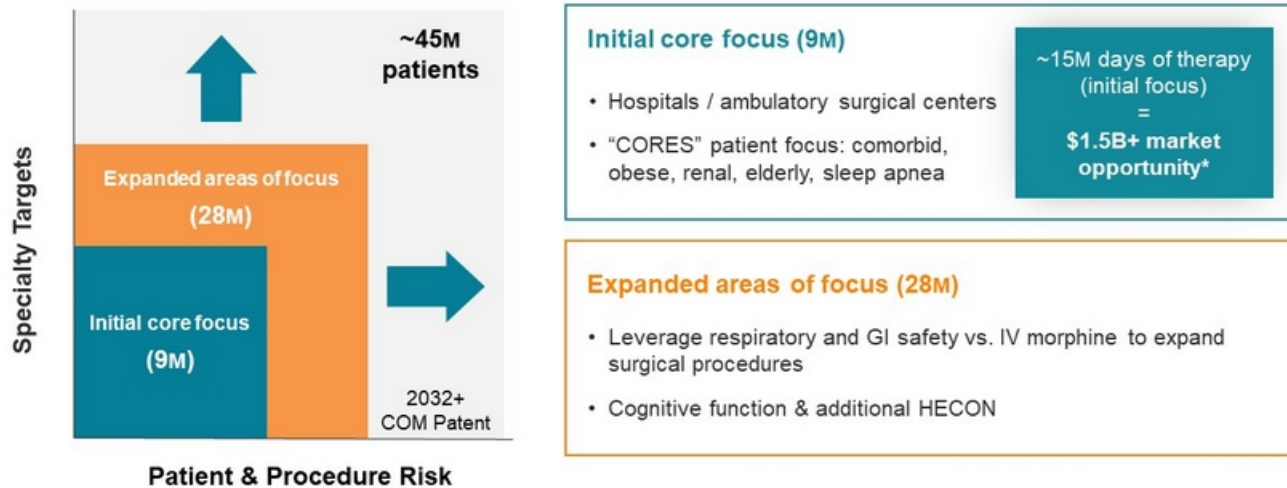 ~45M
patients
Expanded areas of focus
(28M)
Initial core focus
(9M)
2032+
COM Patent
Specialty Targets
Patient & Procedure Risk
Initial core focus (9M)
• Hospitals / ambulatory surgical centers
• “CORES” patient focus: comorbid,
obese, renal, elderly, sleep apnea
~15M days of therapy
(initial focus)
=
$1.5B+ market
opportunity*
Expanded areas of focus (28M)
• Leverage respiratory and GI safety vs. IV morphine to expand
surgical procedures
• Cognitive function & additional HECON